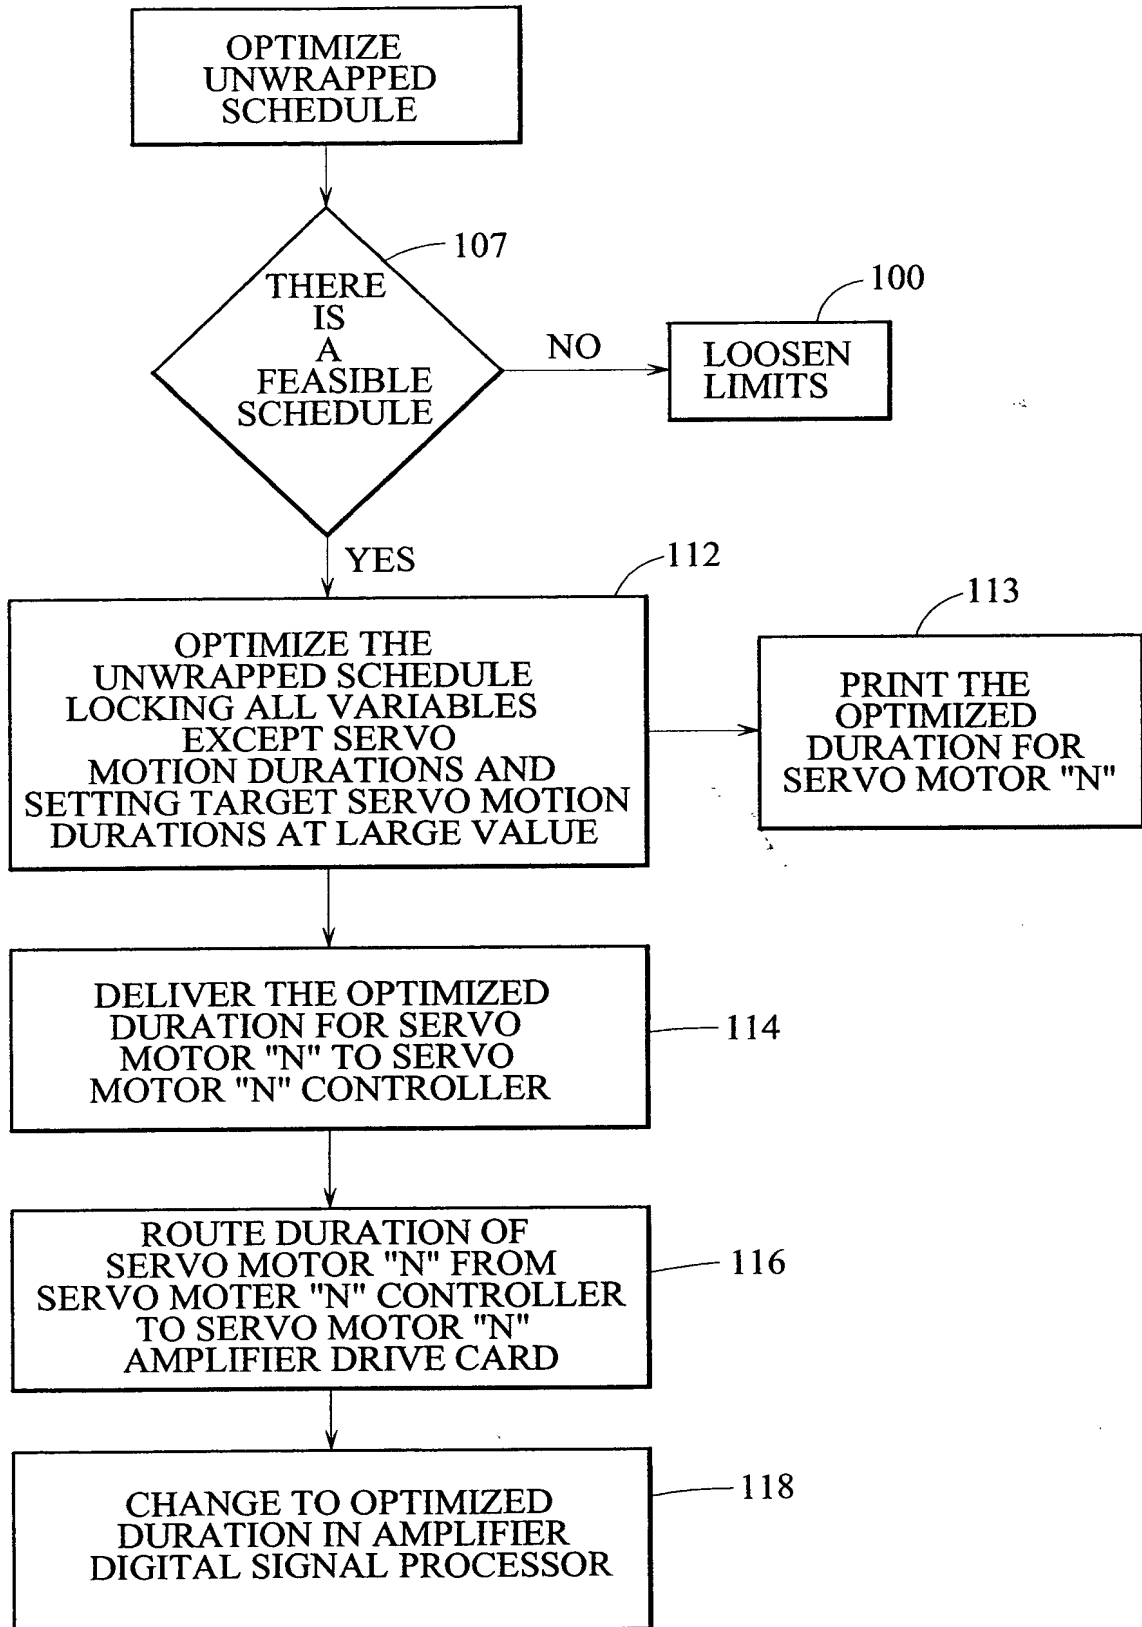 OPTIMIZE
UNWRAPPED
SCHEDULE
107
THERE
IS
A
FEASIBLE
SCHEDULE
NO
100
LOOSEN
LIMITS
YES
112
OPTIMIZE THE
UNWRAPPED SCHEDULE
LOCKING ALL VARIABLES
EXCEPT SERVO
MOTION DURATIONS AND
SETTING TARGET SERVO MOTION
DURATIONS AT LARGE VALUE
113
PRINT THE
OPTIMIZED
DURATION FOR
SERVO MOTOR "N"
DELIVER THE OPTIMIZED
DURATION FOR SERVO
MOTOR "N" TO SERVO
MOTOR "N" CONTROLLER
114
ROUTE DURATION OF
SERVO MOTOR "N" FROM
SERVO MOTER "N" CONTROLLER
TO SERVO MOTOR "N"
AMPLIFIER DRIVE CARD
116
CHANGE TO OPTIMIZED
DURATION IN AMPLIFIER
DIGITAL SIGNAL PROCESSOR
118